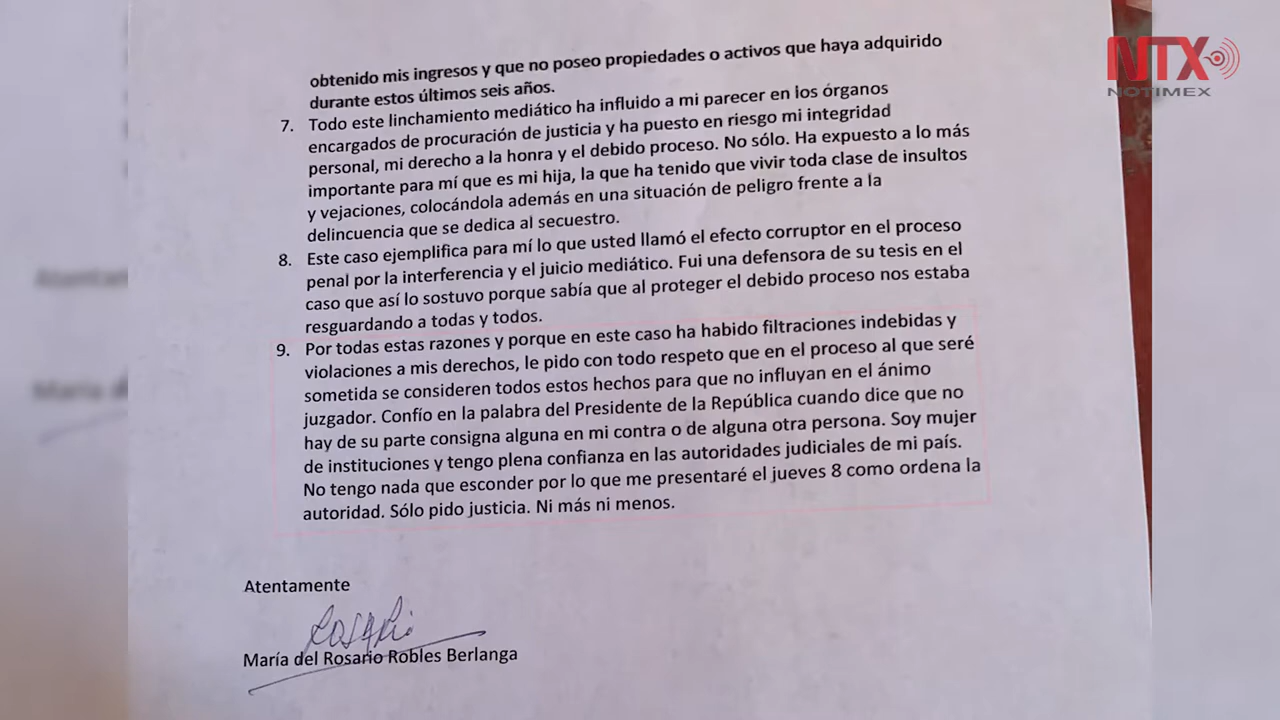 NTX
NOTIMEX
obtenido mis ingresos y que no poseo propiedades o activos que haya adquirido
durante estos últimos seis años.
7. Todo este linchamiento mediático ha influido a mi parecer en los órganos
encargados de procuración de justicia y ha puesto en riesgo mi integridad
personal, mi derecho a la honra y el debido proceso. No sólo. Ha expuesto a lo más
importante para mí que es mi hija, la que ha tenido que vivir toda clase de insultos
y vejaciones, colocándola además en una situación de peligro frente a la
delincuencia que se dedica al secuestro.
8. Este caso ejemplifica para mí lo que usted llamó el efecto corruptor en el proceso
penal por la interferencia y el juicio mediático. Fui una defensora de su tesis en el
caso que así lo sostuvo porque sabía que al proteger el debido proceso nos estaba
resguardando a todas y todos.
9. Por todas estas razones y porque en este caso ha habido filtraciones indebidas y
violaciones a mis derechos, le pido con todo respeto que en el proceso al que seré
sometida se consideren todos estos hechos para que no influyan en el ánimo
juzgador. Confío en la palabra del Presidente de la República cuando dice que no
hay de su parte consigna alguna en mi contra o de alguna otra persona. Soy mujer
de instituciones y tengo plena confianza en las autoridades judiciales de mi país.
No tengo nada que esconder por lo que me presentaré el jueves 8 como ordena la
autoridad. Sólo pido justicia. Ni más ni menos.
Atentamente
Rosario
María del Rosario Robles Berlanga